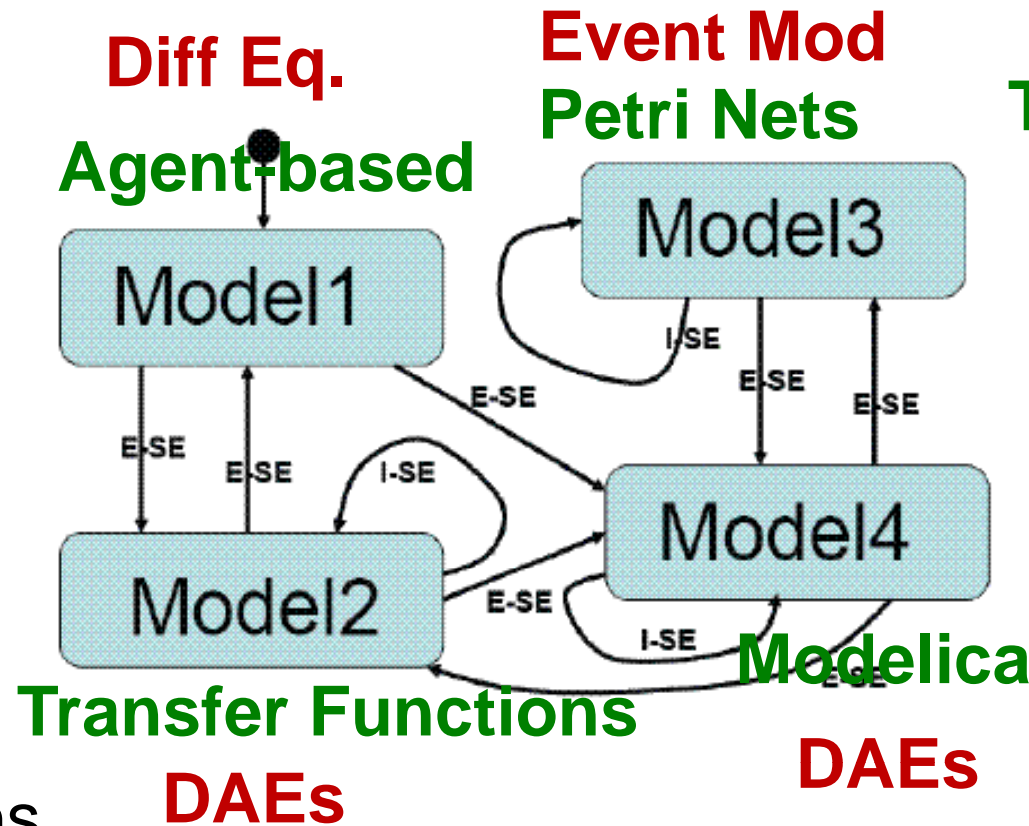 Diff Eq.
Event Mod
Petri Nets
T
Agent-based
Model3
Model1
I-SE
E-SE
E-SE
E-SE
E-SE
E-SE
I-SE
Model4
Model2
E-SE
I-SE
Modelica
E-SE
Transfer Functions
DAEs
DAEs